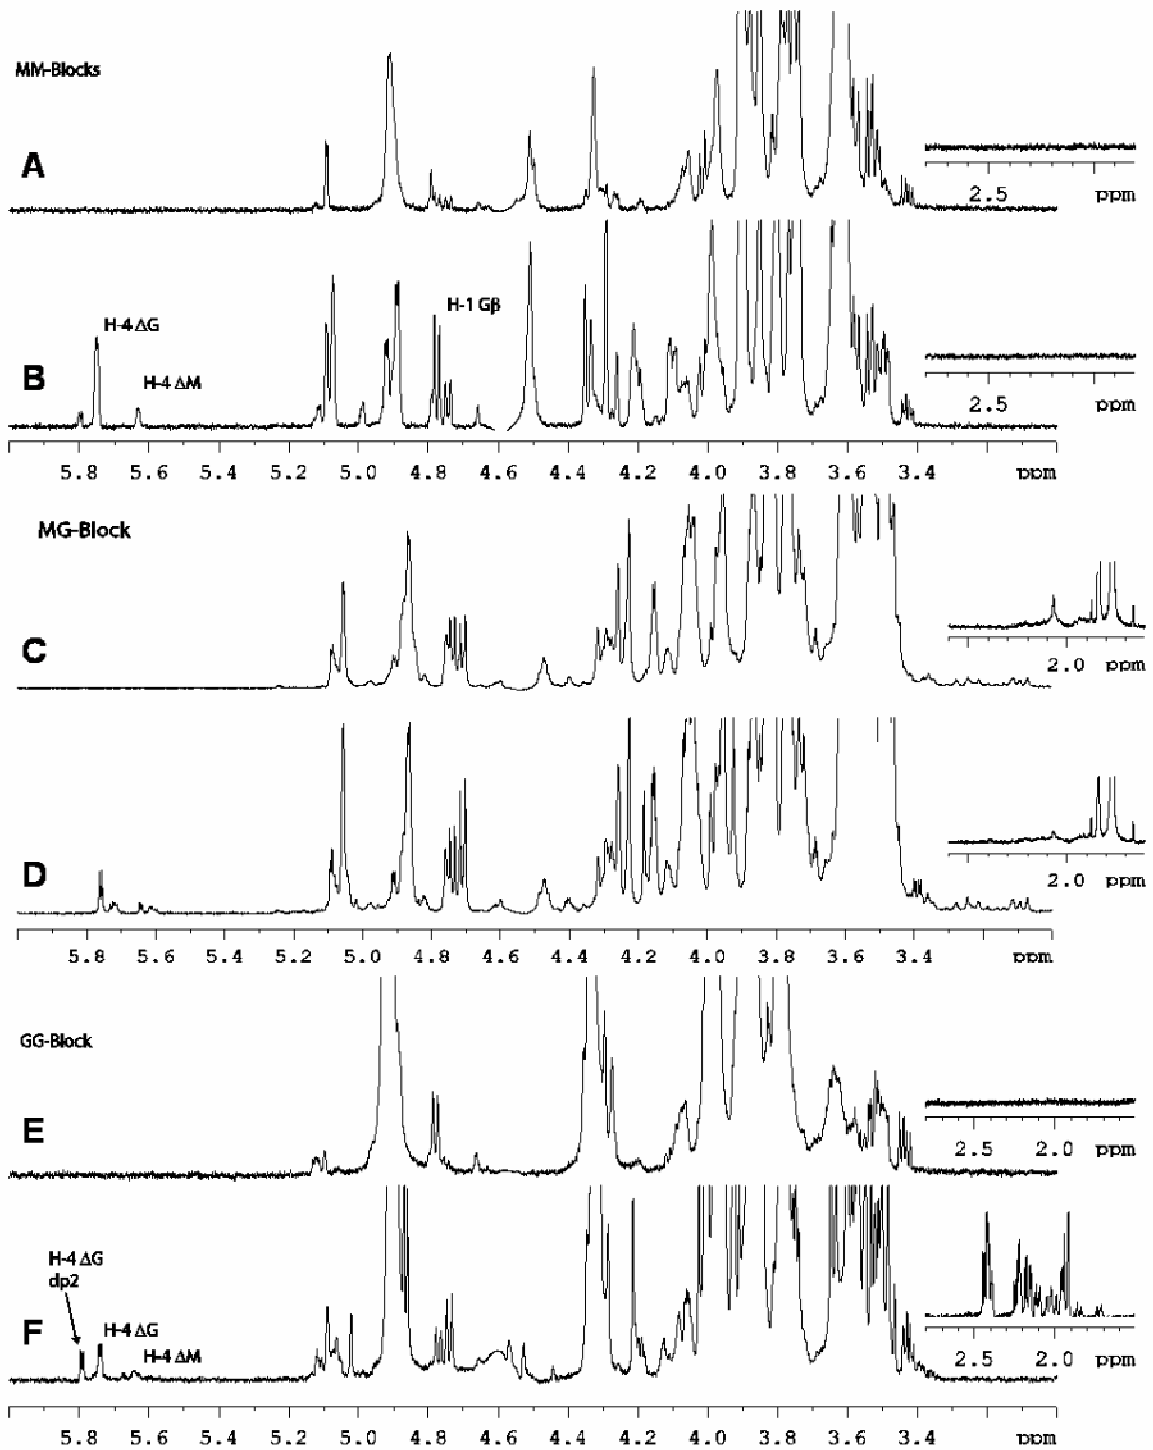 MM-Blocks
A
2.5 ppm
H-4 ΔG
H-1 Gβ
H-4 ΔM
B
2.5 ppm
5.8 5.6 5.4 5.2 5.0 4.8 4.6 4.4 4.2 4.0 3.8 3.6 3.4 ppm
MG-Block
C
2.0 ppm
D
2.0 ppm
5.8 5.6 5.4 5.2 5.0 4.8 4.6 4.4 4.2 4.0 3.8 3.6 3.4 ppm
GG-Block
E
2.5 2.0 ppm
H-4 ΔG
dp2
H-4 ΔG
H-4 ΔM
F
2.5 2.0 ppm
5.8 5.6 5.4 5.2 5.0 4.8 4.6 4.4 4.2 4.0 3.8 3.6 3.4 ppm